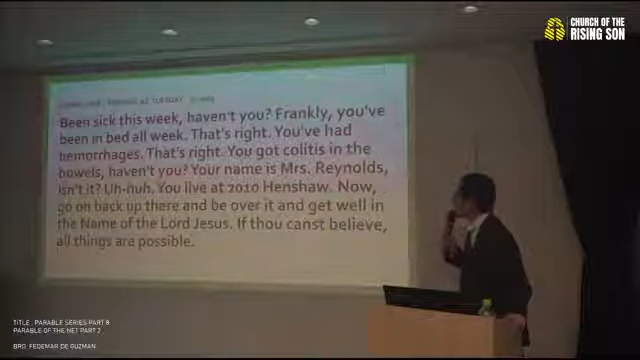 CHURCH OF THE
RISING SON
Been sick this week, haven't you? Frankly, you've
been in bed all week. That's right. You've had
hemorrhages. That's right. You got colitis in the
bowels, haven't you? Your name is Mrs. Reynolds,
isn't it? Uh-huh. You live at 2010 Henshaw. Now,
go on back up there and be over it and get well in
the Name of the Lord Jesus. If thou canst believe,
all things are possible.
TITLE : PARABLE SERIES PART 8
PARABLE OF THE NET PART 2
BRO. FEDEMAR DE GUZMAN